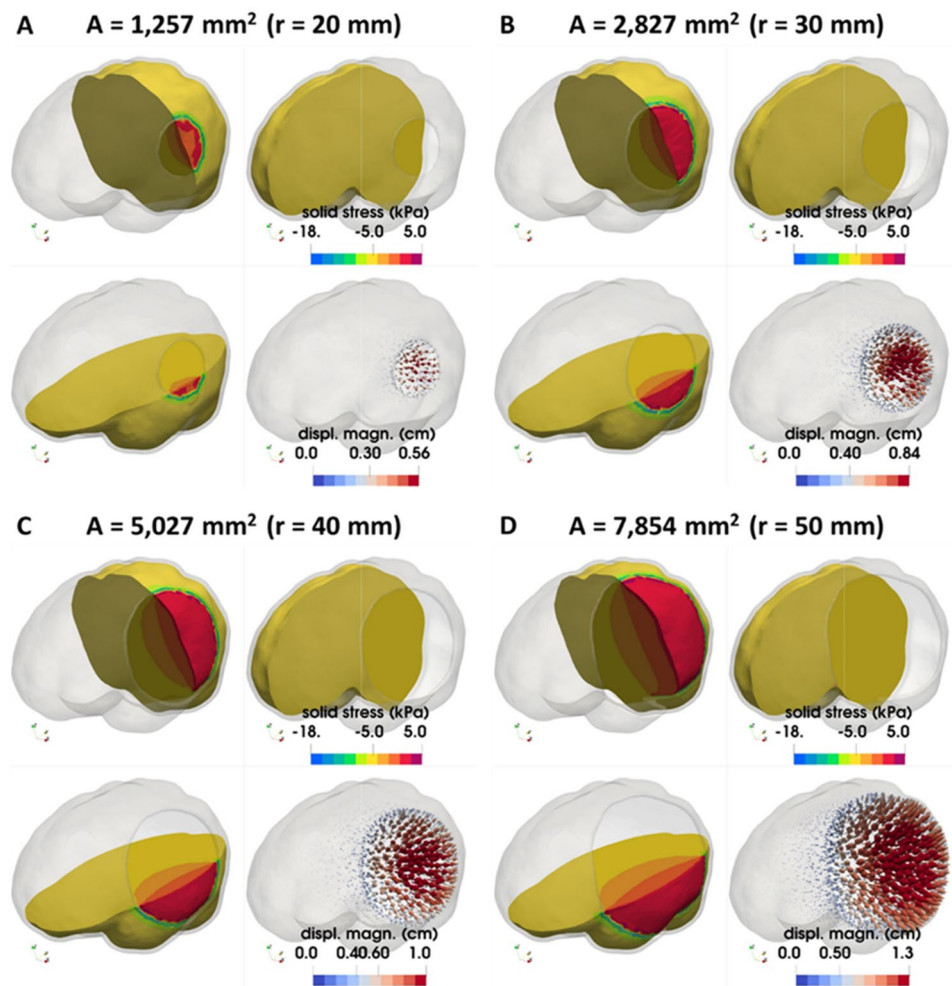 A A = 1,257 mm² (r = 20 mm)
B A = 2,827 mm² (r = 30 mm)
solid stress (kPa)
-18. -5.0 5.0
solid stress (kPa)
-18. -5.0 5.0
displ. magn. (cm)
0.0 0.30 0.56
displ. magn. (cm)
0.0 0.40 0.84
C A = 5,027 mm² (r = 40 mm)
D A = 7,854 mm² (r = 50 mm)
solid stress (kPa)
-18. -5.0 5.0
solid stress (kPa)
-18. -5.0 5.0
displ. magn. (cm)
0.0 0.40 0.60 1.0
displ. magn. (cm)
0.0 0.50 1.3